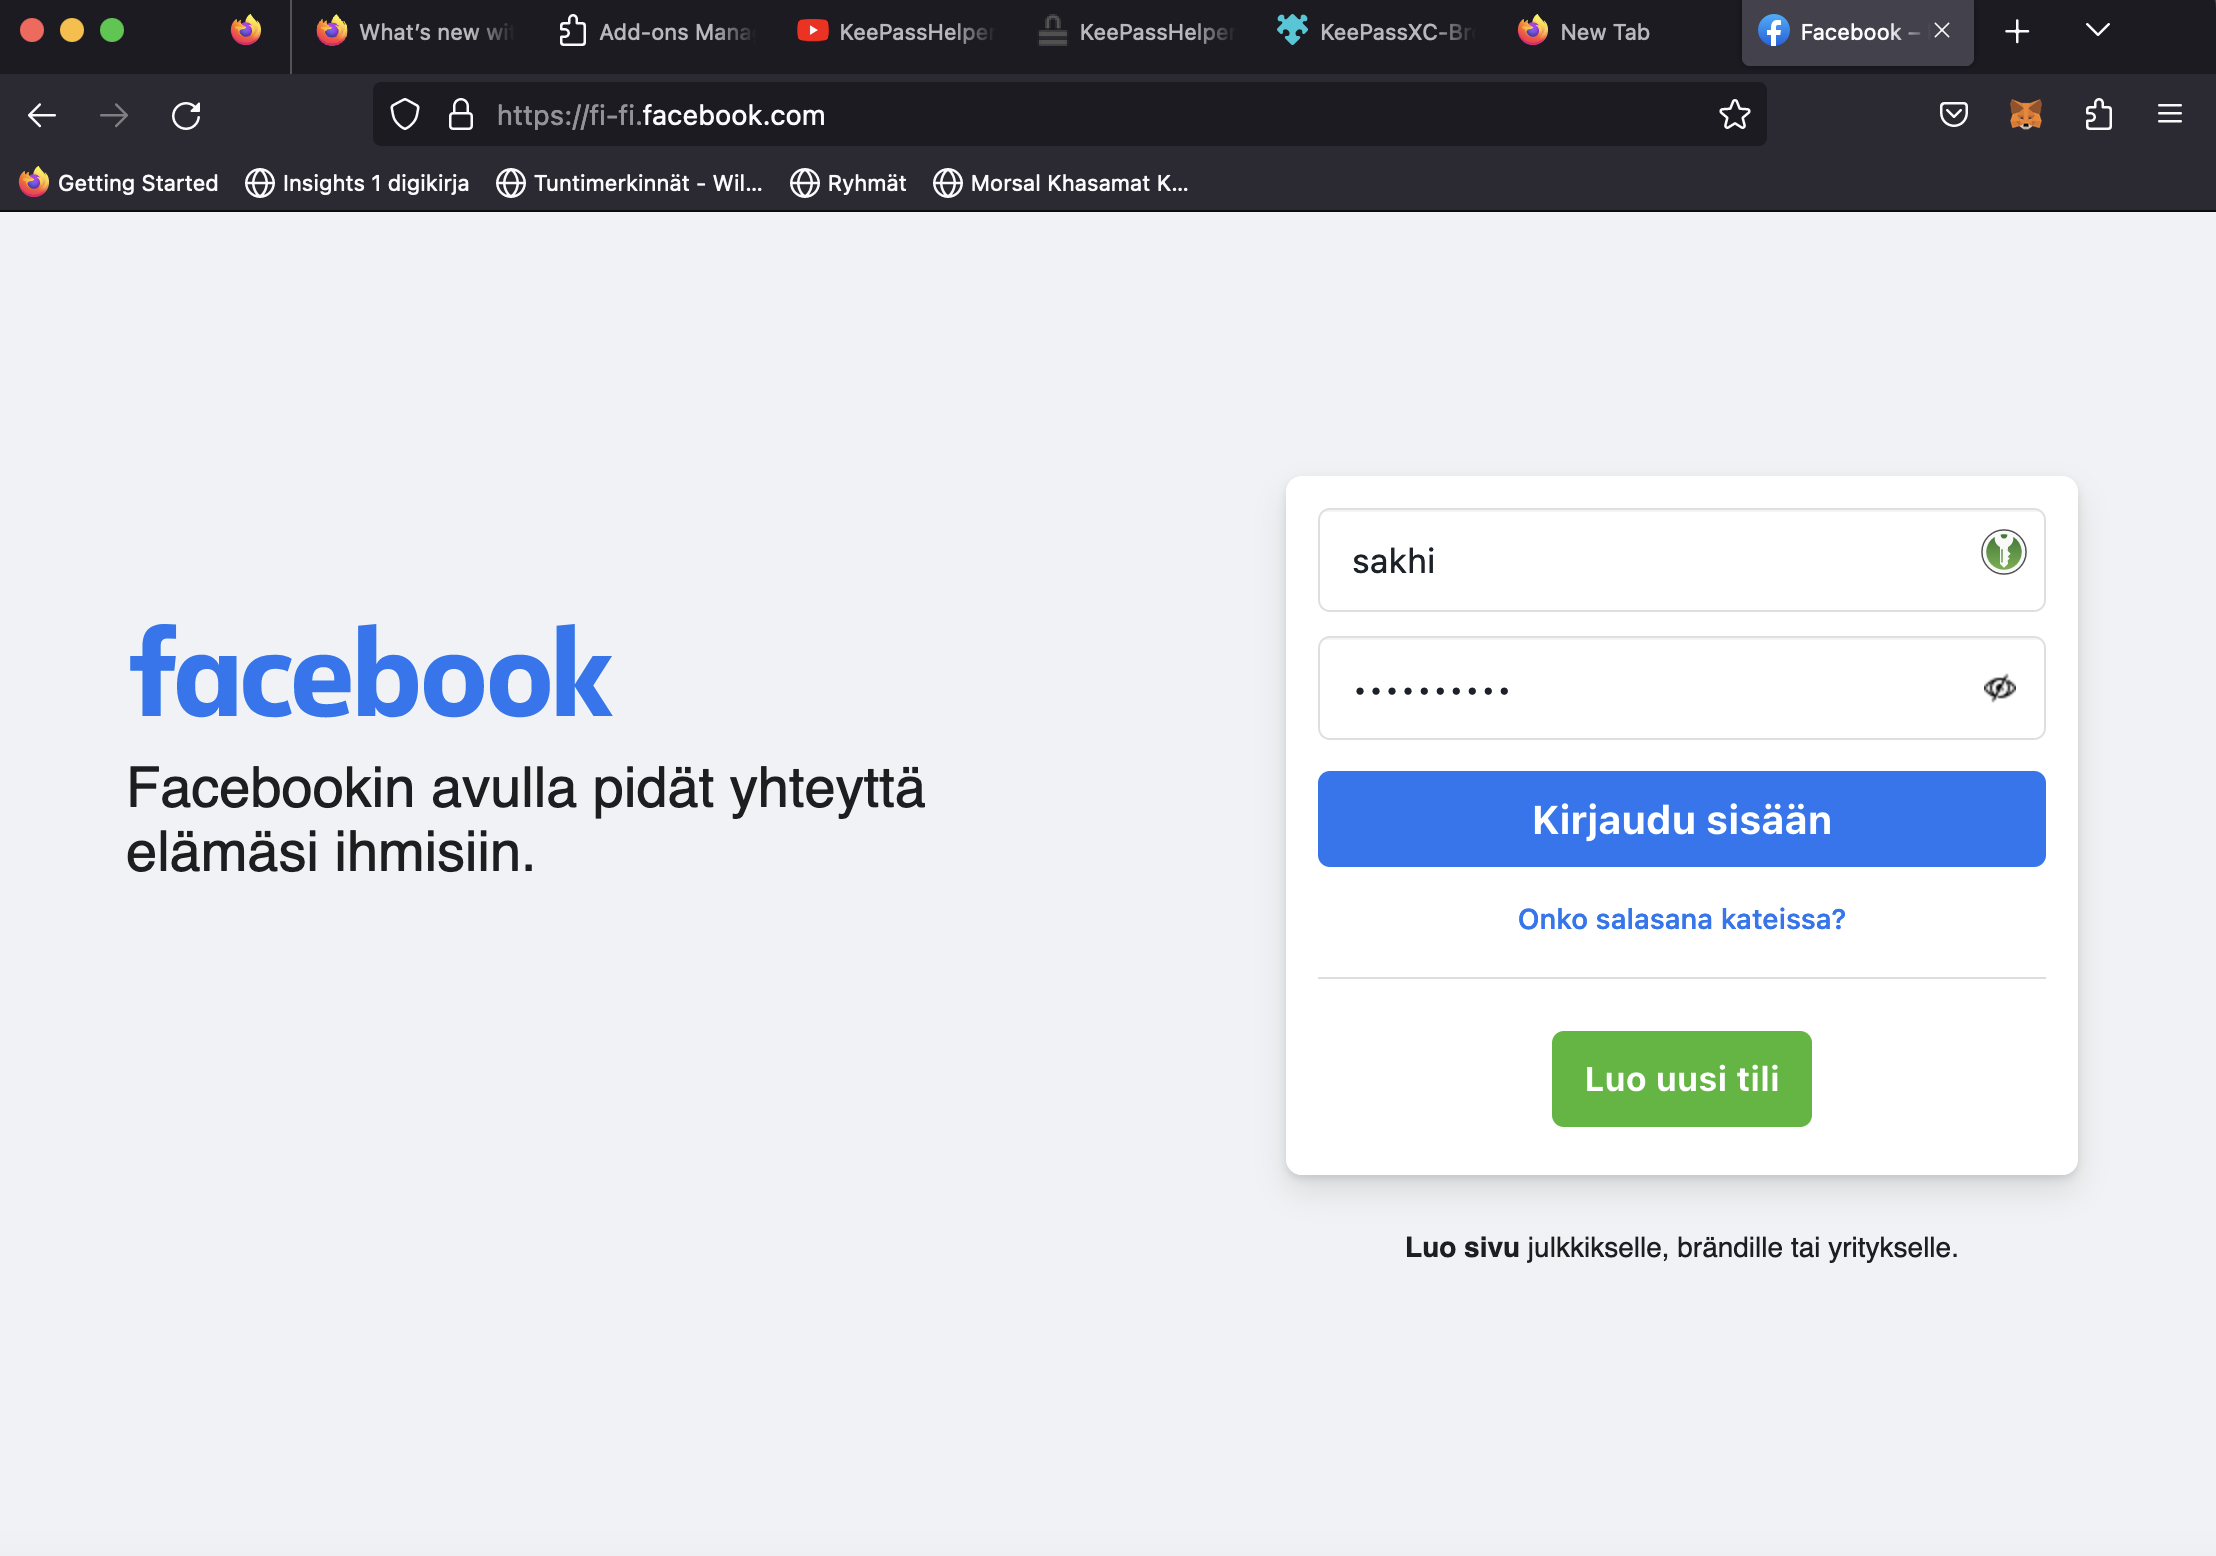 What's new wi
Add-ons Mana
KeePassHelper
KeePassHelper
KeePassXC-Br
New Tab
Facebook –
https://fi-fi.facebook.com
Getting Started
Insights 1 digikirja
Tuntimerkinnät - Wil...
Ryhmät
Morsal Khasamat K...
facebook
Facebookin avulla pidät yhteyttä
elämäsi ihmisiin.
sakhi
••••••••••
Kirjaudu sisään
Onko salasana kateissa?
Luo uusi tili
Luo sivu julkkikselle, brändille tai yritykselle.